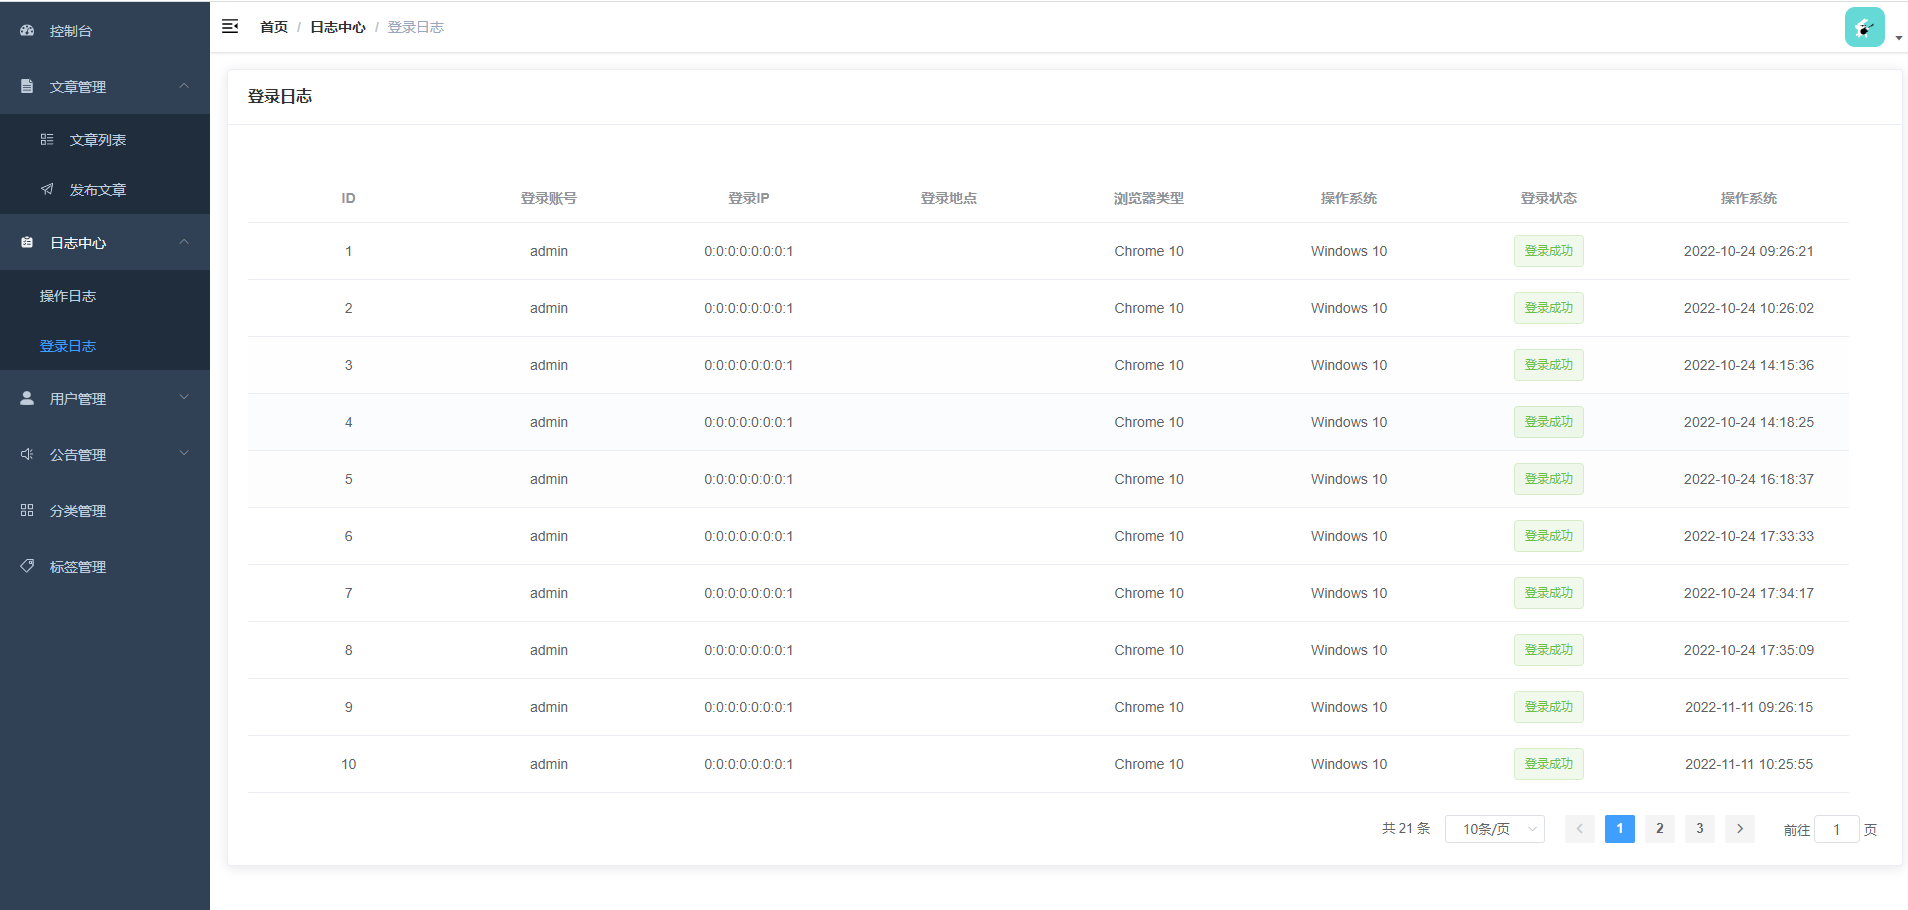 控制台
文章管理
文章列表
发布文章
日志中心
操作日志
登录日志
用户管理
公告管理
分类管理
标签管理
首页 / 日志中心 / 登录日志
登录日志
ID 登录账号 登录IP 登录地点 浏览器类型 操作系统 登录状态 操作系统
1 admin 0:0:0:0:0:0:0:1 Chrome 10 Windows 10 登录成功 2022-10-24 09:26:21
2 admin 0:0:0:0:0:0:0:1 Chrome 10 Windows 10 登录成功 2022-10-24 10:26:02
3 admin 0:0:0:0:0:0:0:1 Chrome 10 Windows 10 登录成功 2022-10-24 14:15:36
4 admin 0:0:0:0:0:0:0:1 Chrome 10 Windows 10 登录成功 2022-10-24 14:18:25
5 admin 0:0:0:0:0:0:0:1 Chrome 10 Windows 10 登录成功 2022-10-24 16:18:37
6 admin 0:0:0:0:0:0:0:1 Chrome 10 Windows 10 登录成功 2022-10-24 17:33:33
7 admin 0:0:0:0:0:0:0:1 Chrome 10 Windows 10 登录成功 2022-10-24 17:34:17
8 admin 0:0:0:0:0:0:0:1 Chrome 10 Windows 10 登录成功 2022-10-24 17:35:09
9 admin 0:0:0:0:0:0:0:1 Chrome 10 Windows 10 登录成功 2022-11-11 09:26:15
10 admin 0:0:0:0:0:0:0:1 Chrome 10 Windows 10 登录成功 2022-11-11 10:25:55
共 21 条 10条/页 1 2 3 前往 1 页